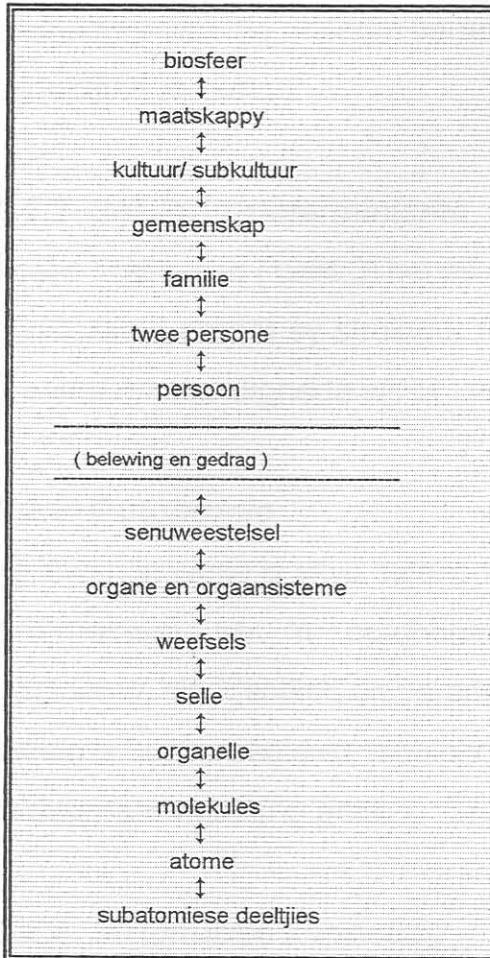 biosfeer
↕
maatskappy
↕
kultuur/ subkultuur
↕
gemeenskap
↕
familie
↕
twee persone
↕
persoon
( belewing en gedrag )
↕
senuweestelsel
↕
organe en orgaansisteme
↕
weefsels
↕
selle
↕
organelle
↕
molekules
↕
atome
↕
subatomiese deeltjies